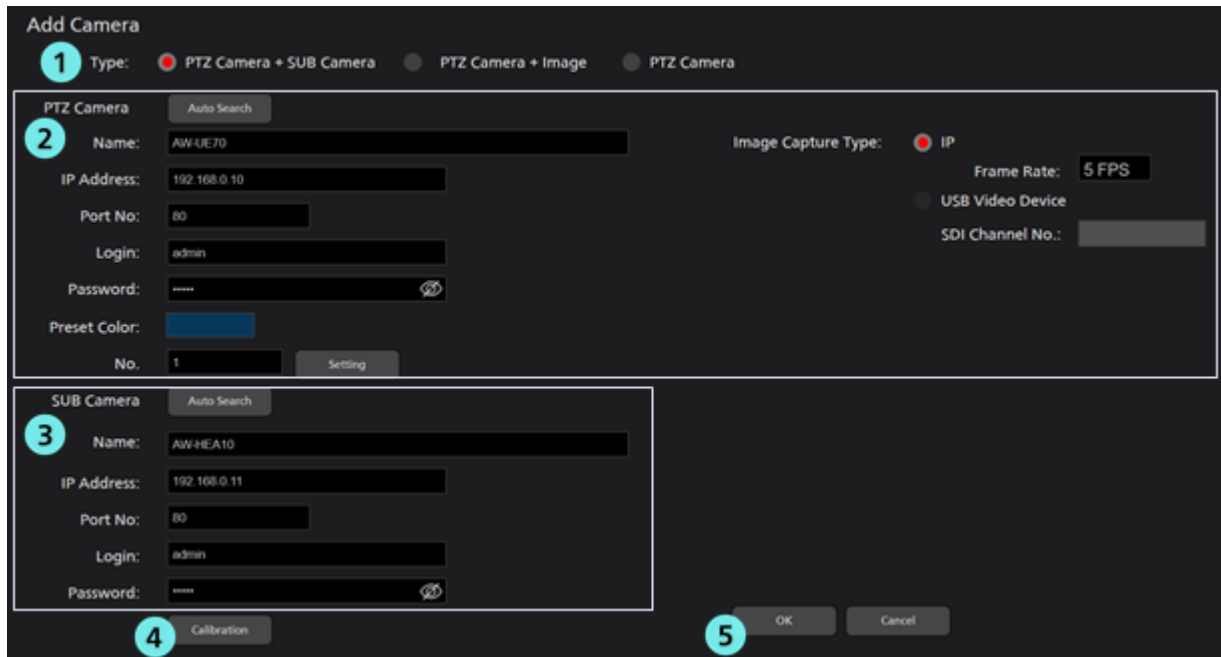 Add Camera
1 Type: PTZ Camera + SUB Camera PTZ Camera + Image PTZ Camera
PTZ Camera Auto Search
2 Name: AW-UE70 Image Capture Type: IP
IP Address: 192.168.0.10 Frame Rate: 5 FPS
Port No: 80 USB Video Device
Login: admin SDI Channel No.:
Password: •••••
Preset Color:
No. 1 Setting
SUB Camera Auto Search
3 Name: AW-HEA10
IP Address: 192.168.0.11
Port No: 80
Login: admin
Password: •••••
4 Calibration 5 OK Cancel